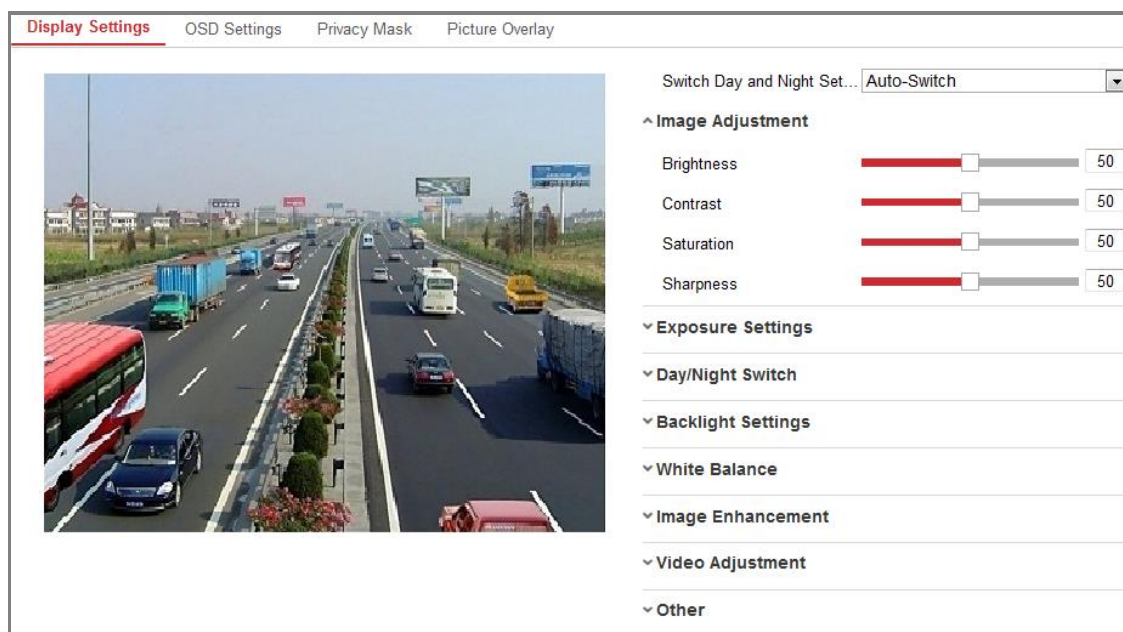 Display Settings OSD Settings Privacy Mask Picture Overlay
Switch Day and Night Set... Auto-Switch
Image Adjustment
Brightness 50
Contrast 50
Saturation 50
Sharpness 50
Exposure Settings
Day/Night Switch
Backlight Settings
White Balance
Image Enhancement
Video Adjustment
Other